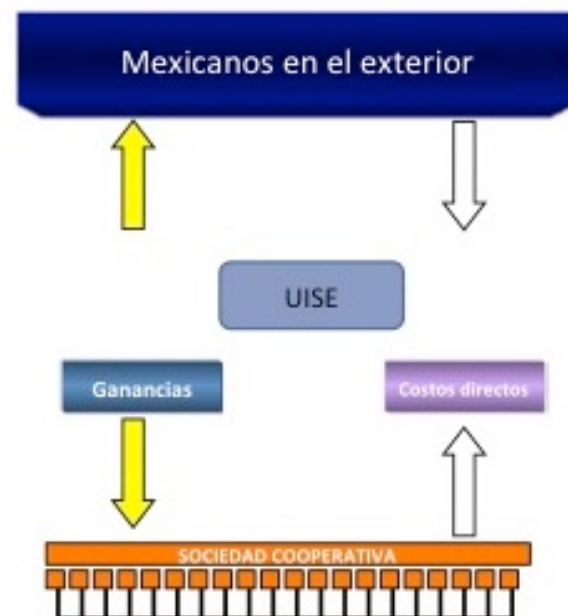 Mexicanos en el exterior
UISE
Ganancias
Costos directos
SOCIEDAD COOPERATIVA